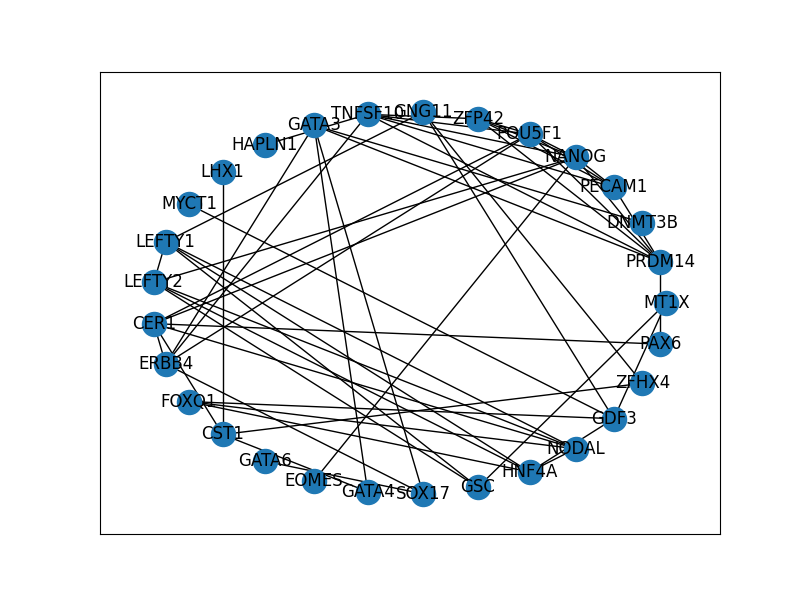 TNFSF10
GNG11
ZFP42
GATA3
POU5F1
HAPLN1
NANOG
LHX1
PECAM1
MYCT1
DNMT3B
LEFTY1
PRDM14
LEFTY2
MT1X
CER1
PAX6
ERBB4
ZFHX4
FOXQ1
GDF3
CST1
NODAL
GATA6
HNF4A
EOMES
GSC
GATA4
SOX17